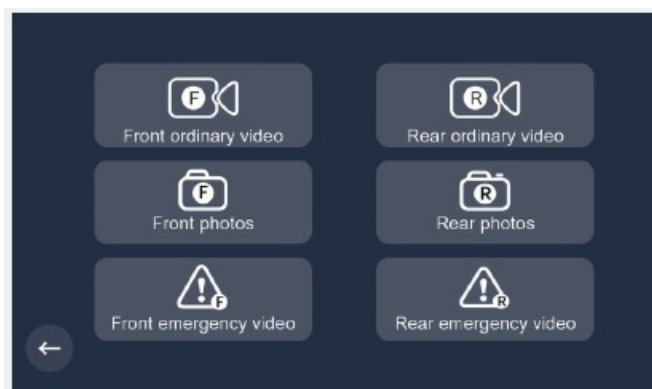 F
R
Front ordinary video
Rear ordinary video
F
R
Front photos
Rear photos
F
R
Front emergency video
Rear emergency video